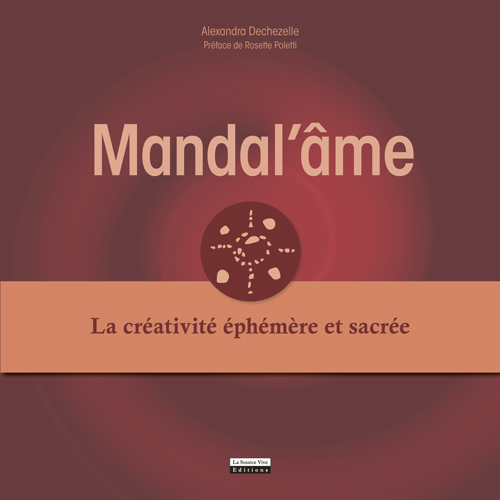 Alexandra Dechezelle
Préface de Rosette Poletti
Mandal'âme
La créativité éphémère et sacrée
La Source Vive
Editions